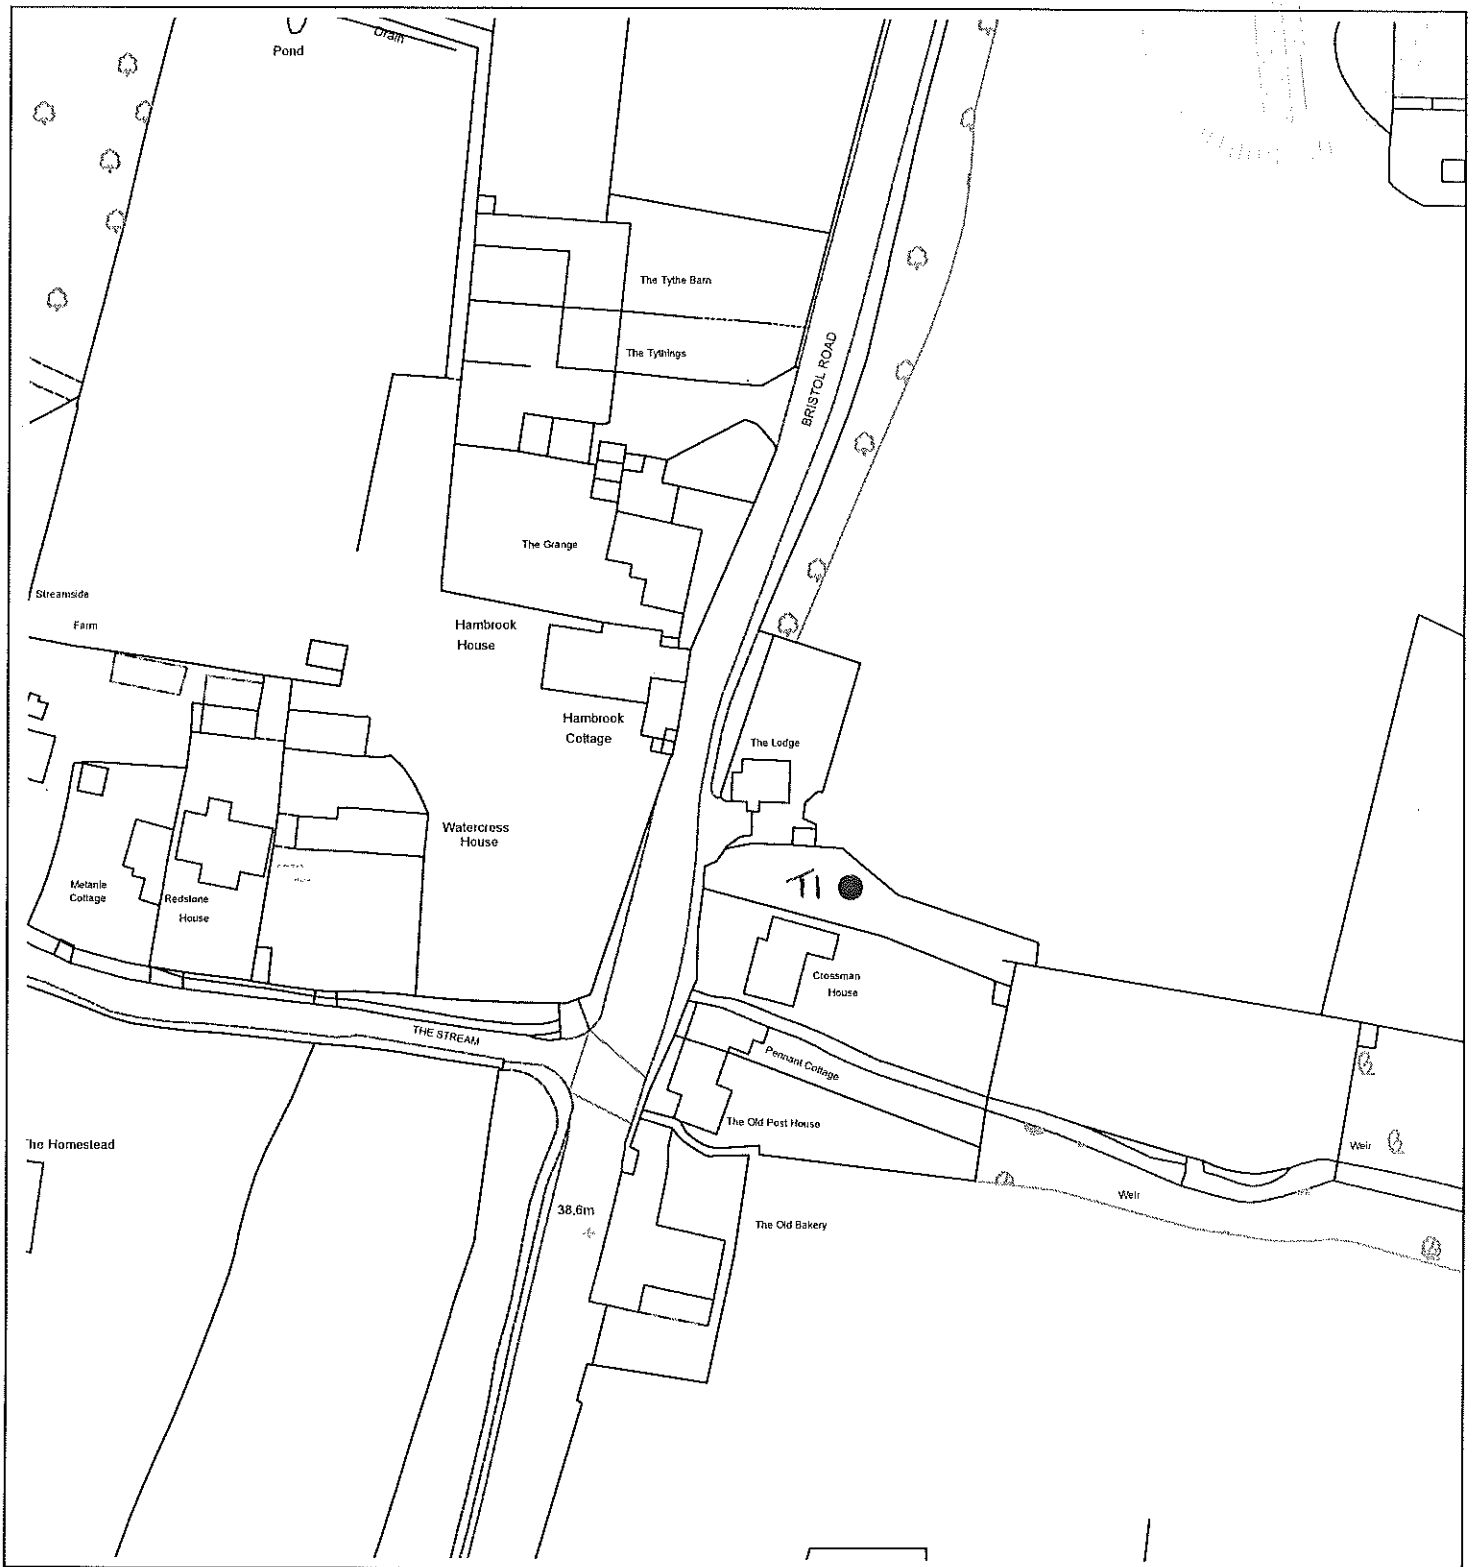 Pond
Drain
The Tythe Barn
The Tythings
BRISTOL ROAD
The Grange
Streamside
Farm
Hambrook
House
Hambrook
Cottage
The Lodge
Watercress
House
Melanie
Cottage
Redstone
House
T1
Crossman
House
THE STREAM
Pennant Cottage
The Old Post House
The Homestead
Weir
Weir
38.6m
The Old Bakery